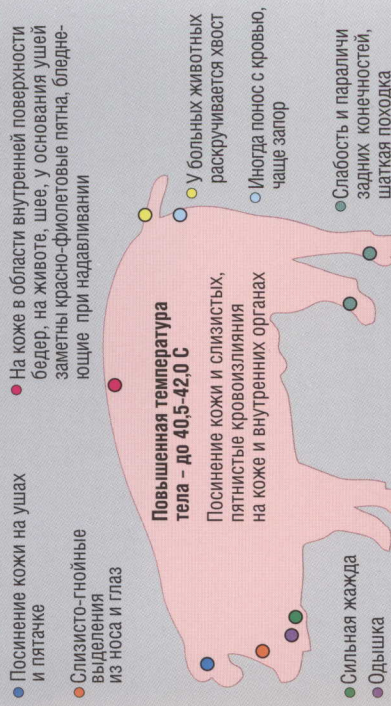 Посинение кожи на ушах
и пятачке
Слизисто-гнойные
выделения
из носа и глаз
На коже в области внутренней поверхности
бедер, на животе, шее, у основания ушей
заметны красно-фиолетовые пятна, бледне-
ющие при надавливании
Повышенная температура
тела – до 40,5-42,0 С
Посинение кожи и слизистых,
пятнистые кровоизлияния
на коже и внутренних органах
У больных животных
раскручивается хвост
Иногда понос с кровью,
чаще запор
Слабость и параличи
задних конечностей,
шаткая походка
Сильная жажда
Одышка